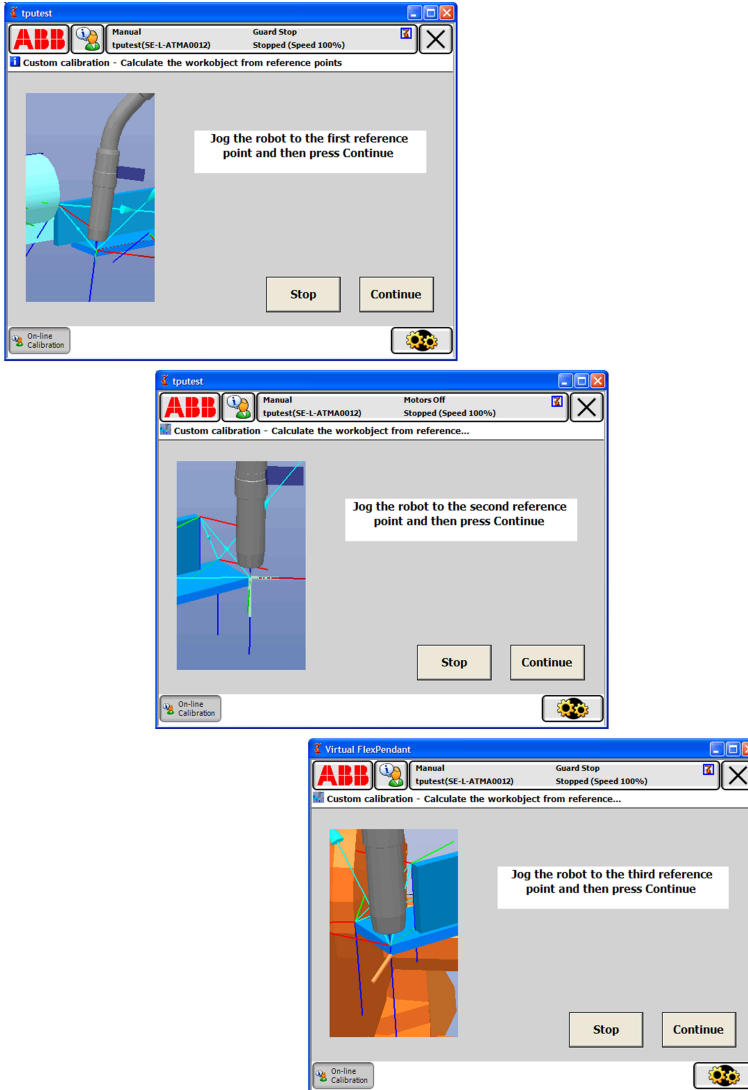 tputest
ABB
Manual
Guard Stop
tputest(SE-L-ATMA0012)
Stopped (Speed 100%)
Custom calibration - Calculate the workobject from reference points
Jog the robot to the first reference
point and then press Continue
Stop
Continue
On-line
Calibration
tputest
ABB
Manual
Motors Off
tputest(SE-L-ATMA0012)
Stopped (Speed 100%)
Custom calibration - Calculate the workobject from reference...
Jog the robot to the second reference
point and then press Continue
Stop
Continue
On-line
Calibration
Virtual FlexPendant
ABB
Manual
Guard Stop
tputest(SE-L-ATMA0012)
Stopped (Speed 100%)
Custom calibration - Calculate the workobject from reference...
Jog the robot to the third reference
point and then press Continue
Stop
Continue
On-line
Calibration